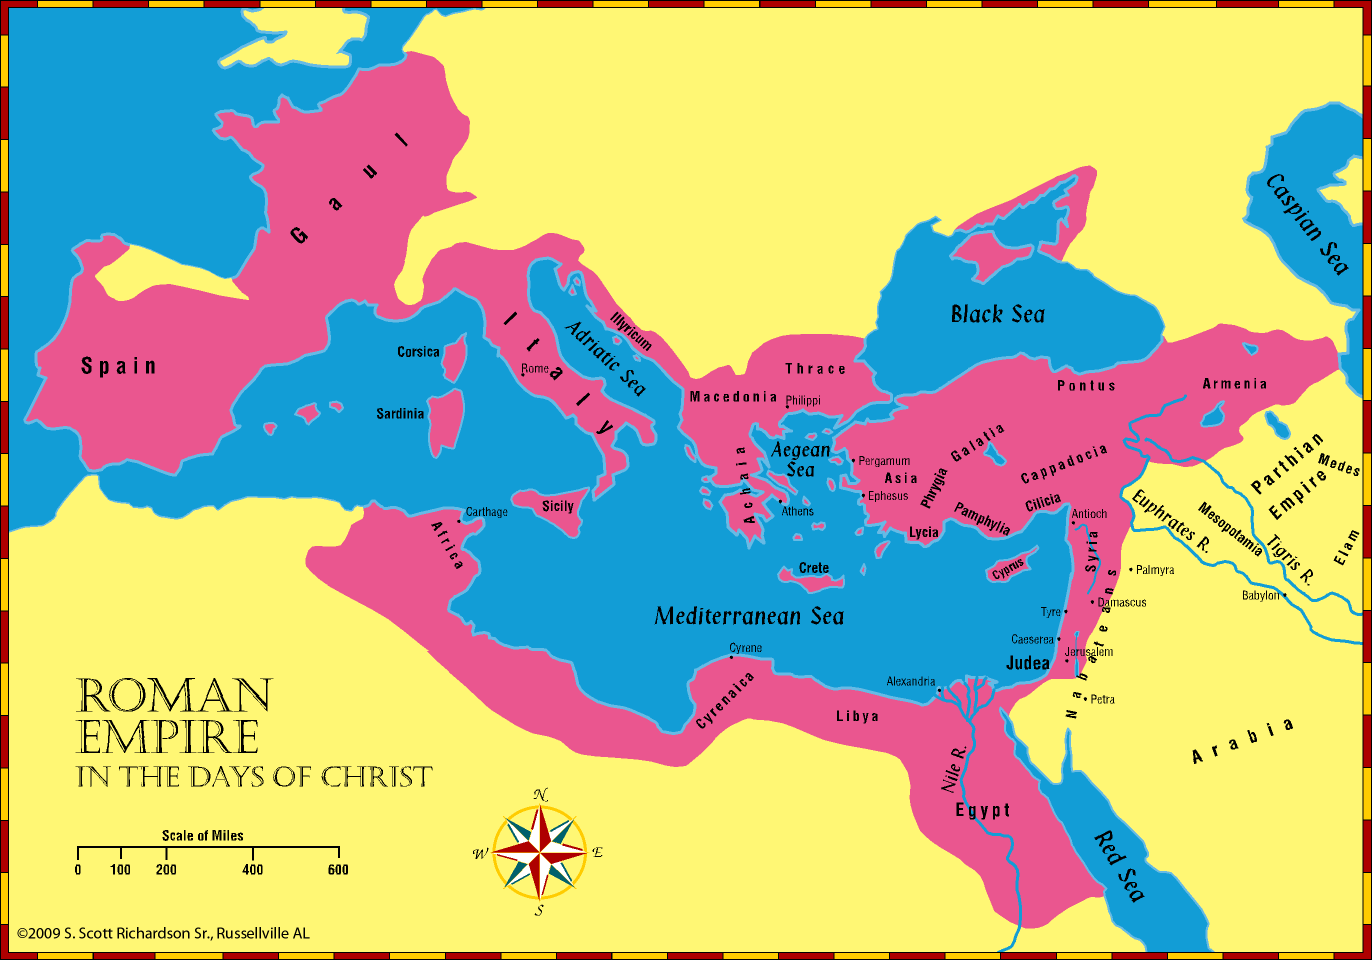 Gaul
Caspian Sea
Black Sea
Spain
Corsica
Sardinia
Italy
Rome
Adriatic Sea
Illyricum
Thrace
Macedonia
Philippi
Pontus
Armenia
Aegean
Sea
Achaia
Athens
Pergamum
Asia
Ephesus
Phrygia
Galatia
Cappadocia
Lycia
Pamphylia
Cilicia
Parthian
Empire
Medes
Elam
Euphrates R.
Mesopotamia
Tigris R.
Babylon
Sicily
Carthage
Africa
Crete
Cyprus
Antioch
Syria
Palmyra
Damascus
Tyre
Caeserea
Jerusalem
Judea
Nabateans
Petra
Mediterranean Sea
Cyrene
Cyrenaica
Libya
Alexandria
Nile R.
Egypt
Arabia
Red Sea
ROMAN
EMPIRE
IN THE DAYS OF CHRIST
Scale of Miles
0 100 200 400 600
N
W E
S
©2009 S. Scott Richardson Sr., Russellville AL